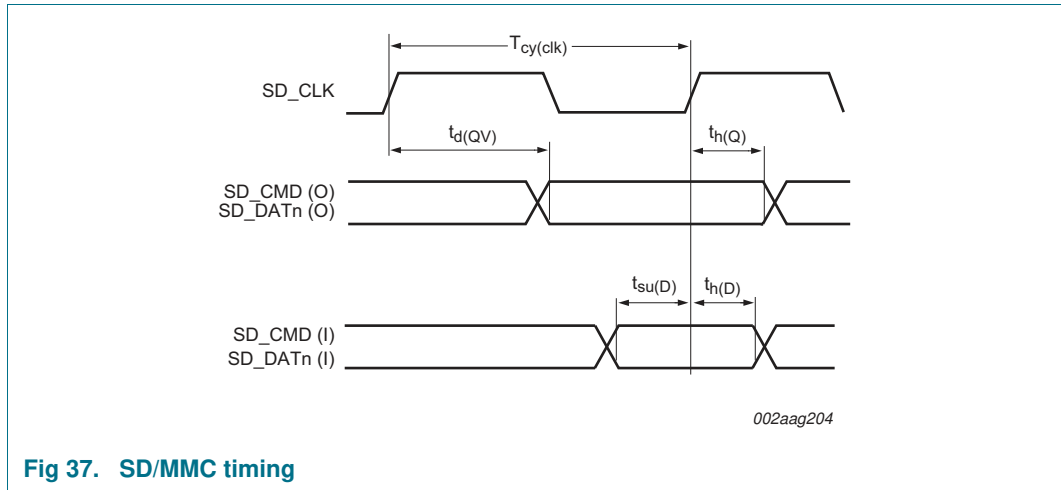 Tcy(clk)
SD_CLK
td(QV)
th(Q)
SD_CMD (O)
SD_DATn (O)
tsu(D)
th(D)
SD_CMD (I)
SD_DATn (I)
002aag204
Fig 37. SD/MMC timing